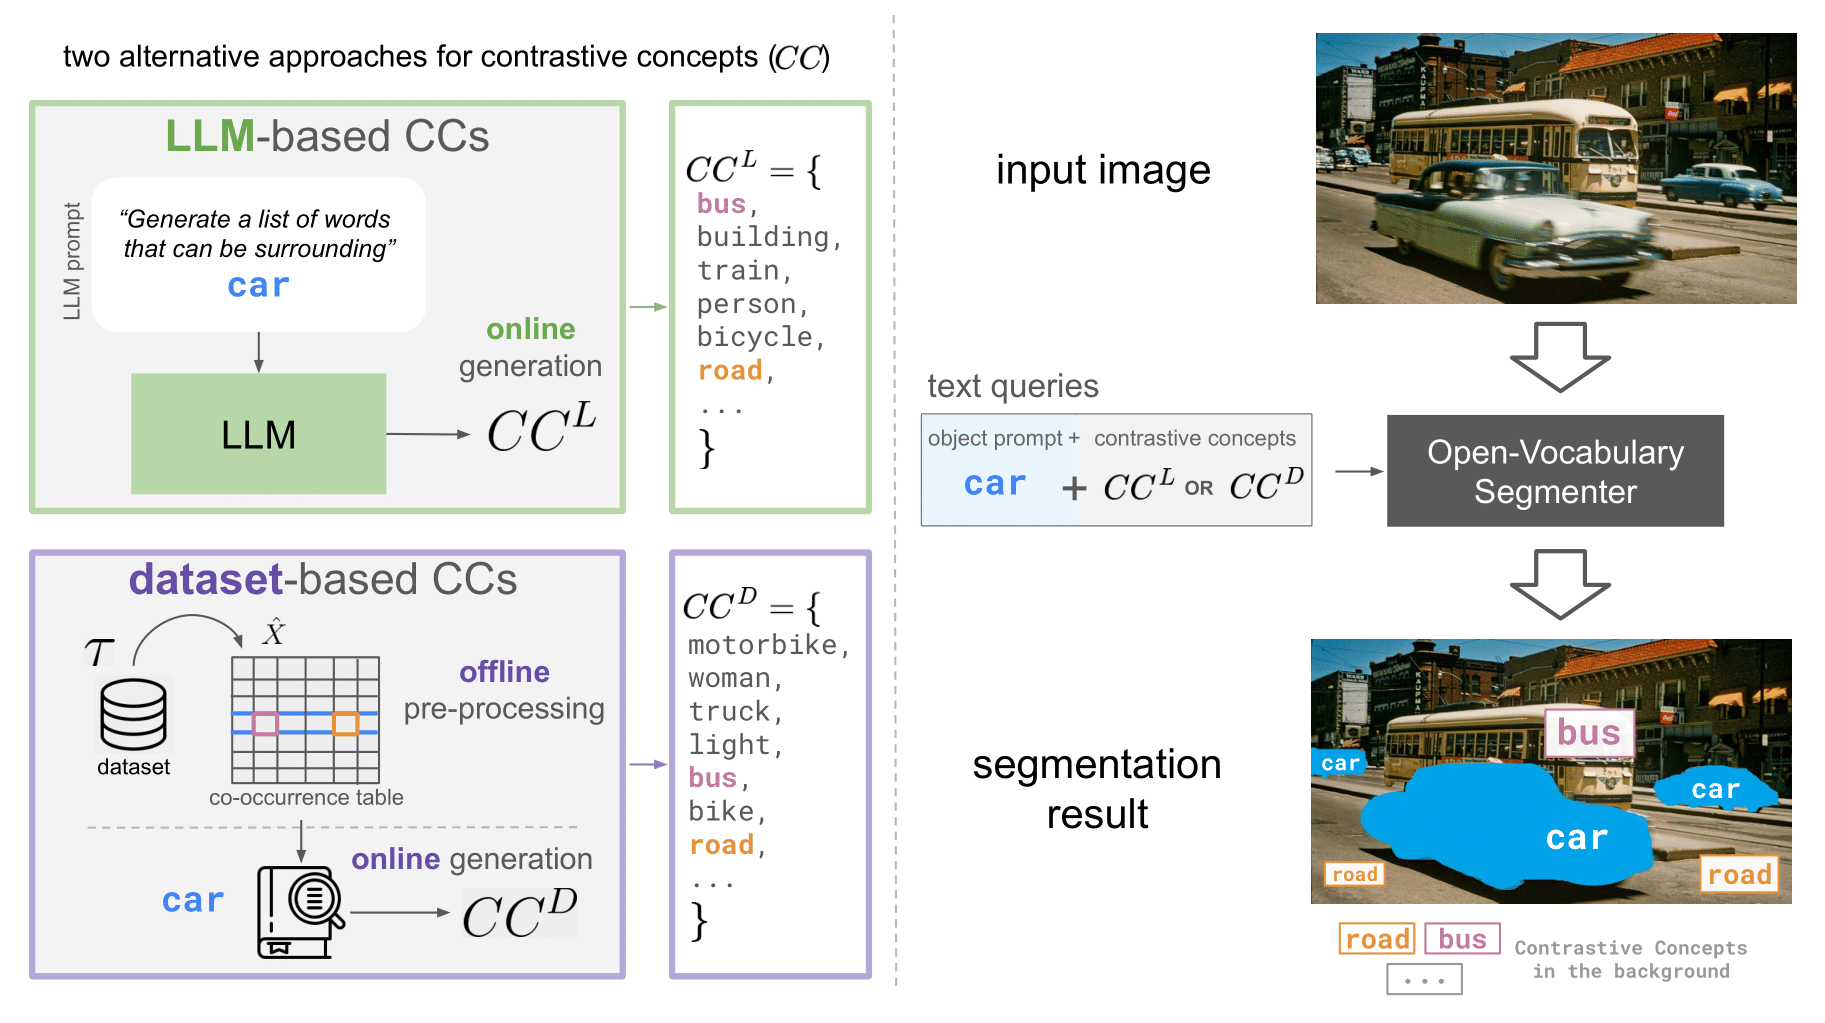 two alternative approaches for contrastive concepts (CC)
LLM-based CCs
LLM prompt
“Generate a list of words
that can be surrounding”
car
online
generation
LLM
CC^L
CC^L = {
bus,
building,
train,
person,
bicycle,
road,
...
}
dataset-based CCs
τ
X̂
dataset
co-occurrence table
offline
pre-processing
online generation
car
CC^D
CC^D = {
motorbike,
woman,
truck,
light,
bus,
bike,
road,
...
}
input image
WARD
KAUPMA
text queries
object prompt + contrastive concepts
car + CC^L OR CC^D
Open-Vocabulary
Segmenter
segmentation
result
KAUPM
bus
car
car
car
road
road
road
bus
...
Contrastive Concepts
in the background